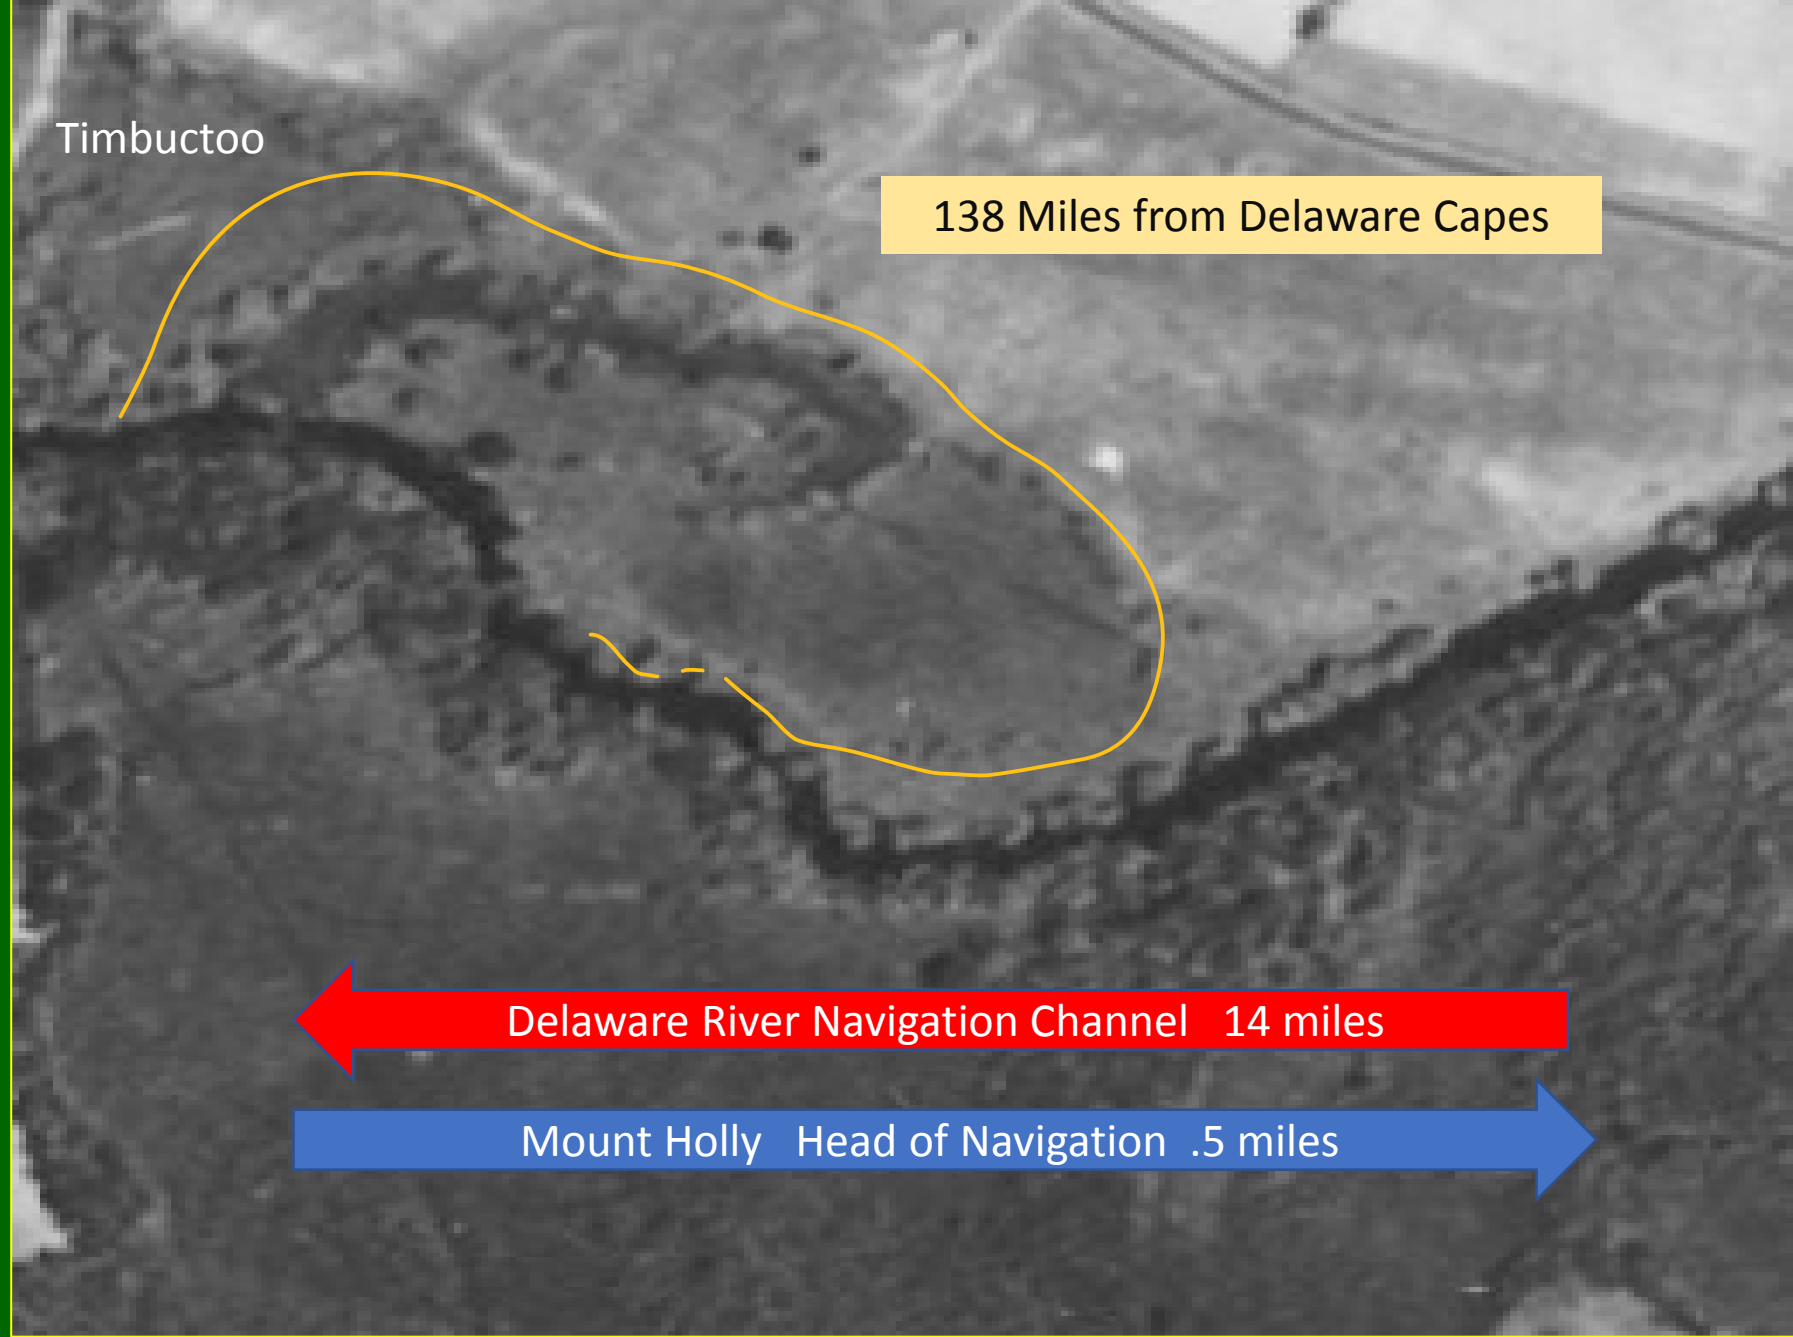 Timbuctoo
138 Miles from Delaware Capes
Delaware River Navigation Channel 14 miles
Mount Holly Head of Navigation .5 miles